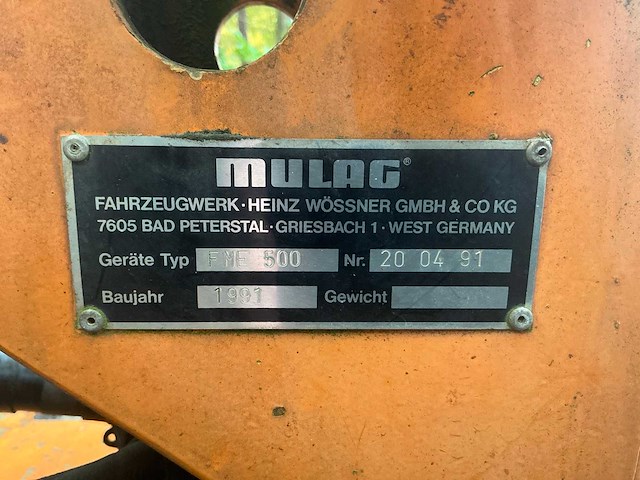 MULAG®
FAHRZEUGWERK · HEINZ WÖSSNER GMBH & CO KG
7605 BAD PETERSTAL · GRIESBACH 1 · WEST GERMANY
Geräte Typ FME 500 Nr. 20 04 91
Baujahr 1991 Gewicht